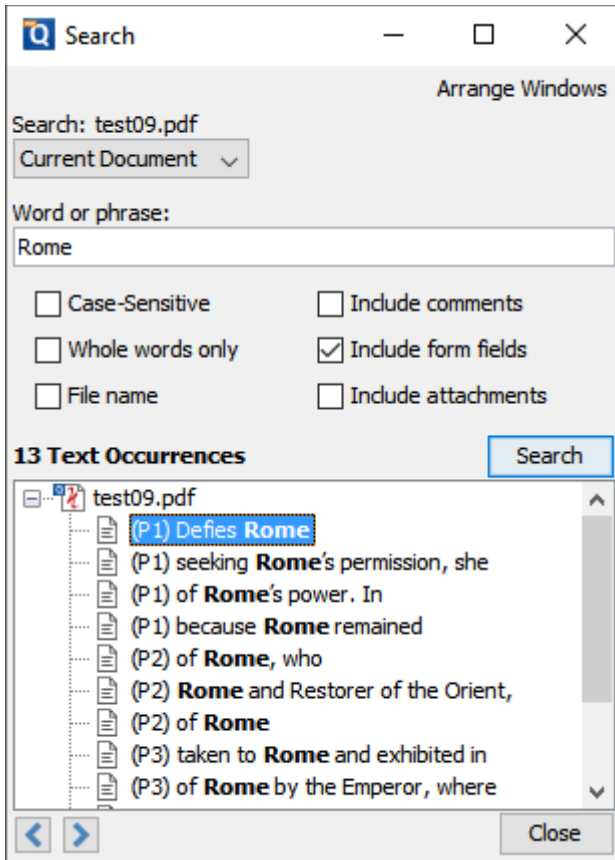 Search
Arrange Windows
Search: test09.pdf
Current Document
Word or phrase:
Rome
Case-Sensitive
Include comments
Whole words only
Include form fields
File name
Include attachments
13 Text Occurrences
Search
test09.pdf
(P1) Defies Rome
(P1) seeking Rome's permission, she
(P1) of Rome's power. In
(P1) because Rome remained
(P2) of Rome, who
(P2) Rome and Restorer of the Orient,
(P2) of Rome
(P3) taken to Rome and exhibited in
(P3) of Rome by the Emperor, where
Close